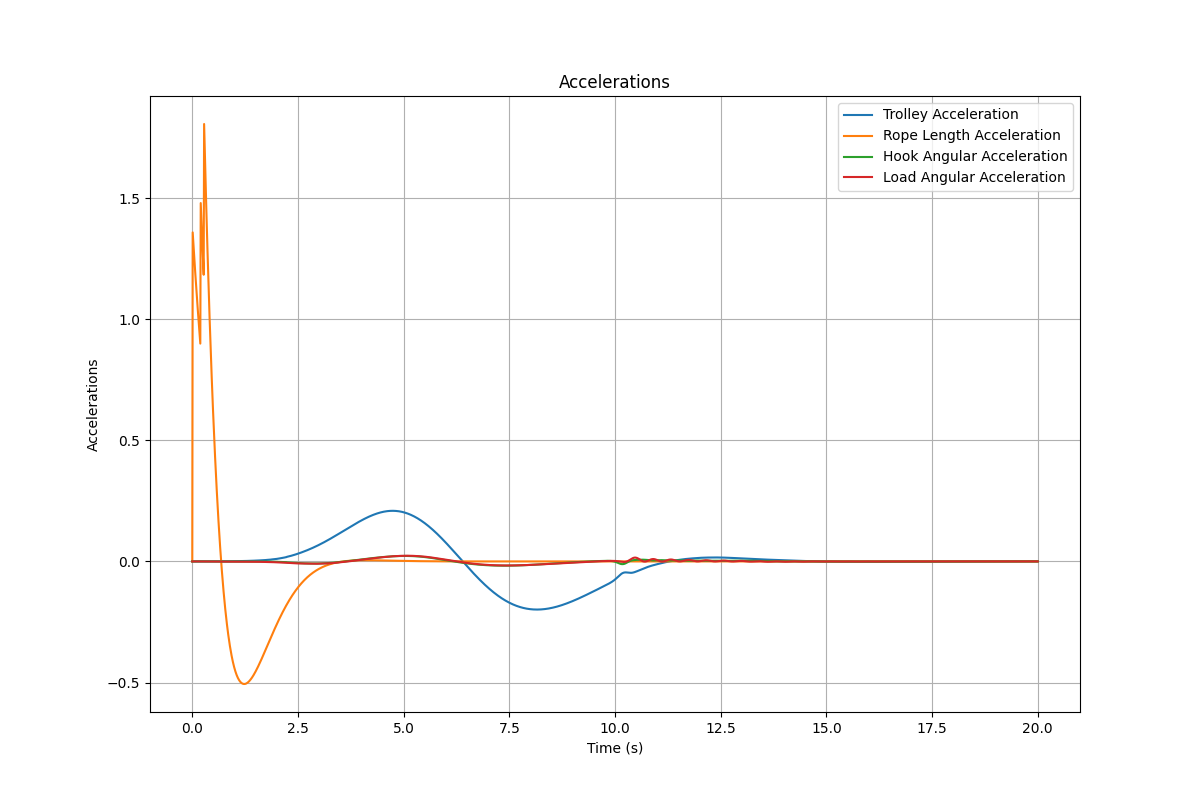 Accelerations
Trolley Acceleration
Rope Length Acceleration
Hook Angular Acceleration
Load Angular Acceleration
Accelerations
1.5
1.0
0.5
0.0
−0.5
0.0 2.5 5.0 7.5 10.0 12.5 15.0 17.5 20.0
Time (s)